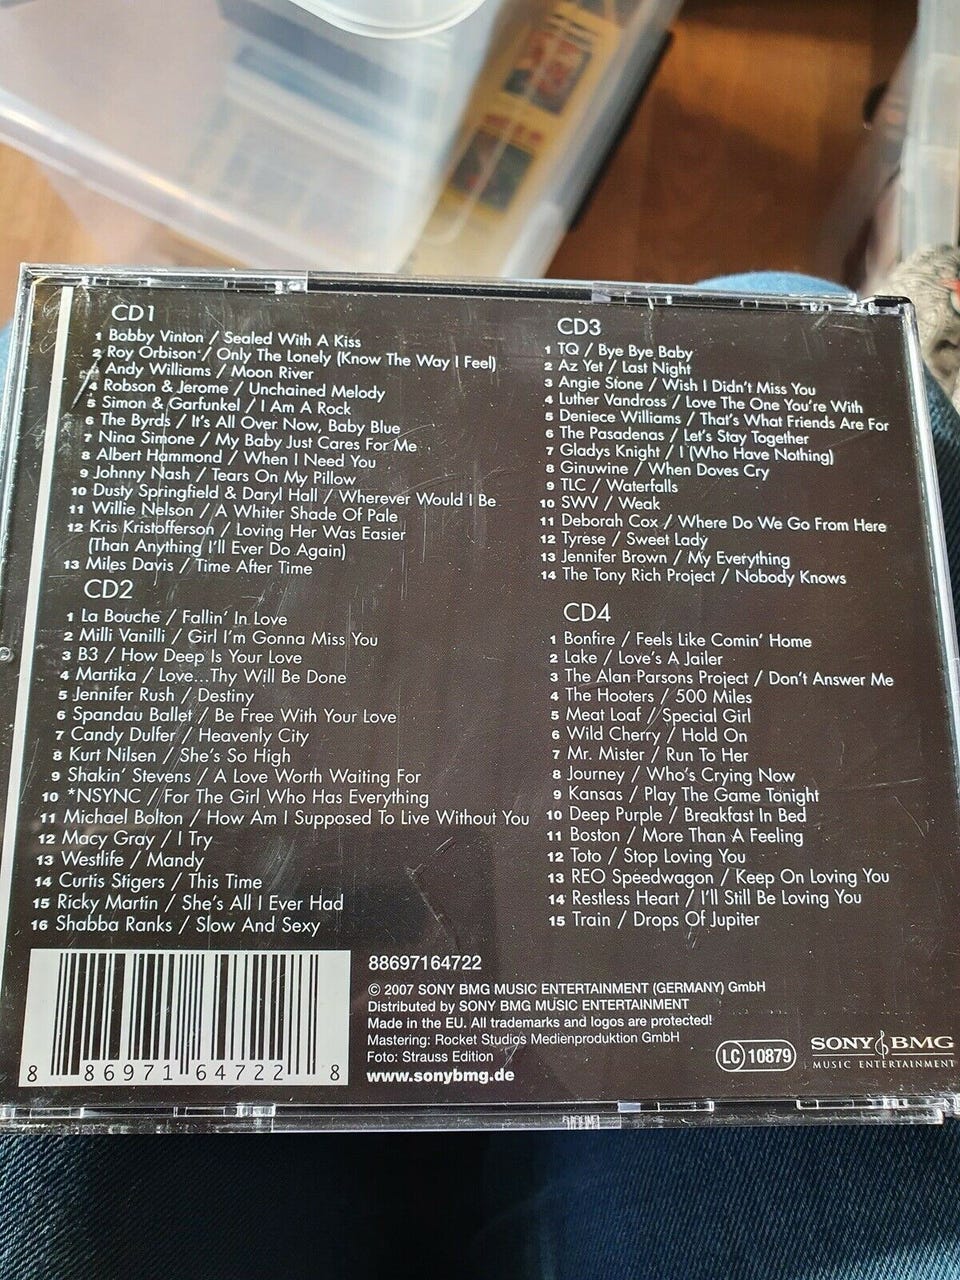 CD1
1 Bobby Vinton / Sealed With A Kiss
2 Roy Orbison / Only The Lonely (Know The Way I Feel)
Andy Williams / Moon River
4 Robson & Jerome / Unchained Melody
5 Simon & Garfunkel / I Am A Rock
6 The Byrds / It's All Over Now, Baby Blue
7 Nina Simone / My Baby Just Cares For Me
8 Albert Hammond / When I Need You
9 Johnny Nash / Tears On My Pillow
10 Dusty Springfield & Daryl Hall / Wherever Would I Be
11 Willie Nelson / A Whiter Shade Of Pale
12 Kris Kristofferson / Loving Her Was Easier
(Than Anything I'll Ever Do Again)
13 Miles Davis / Time After Time
CD2
1 La Bouche / Fallin' In Love
2 Milli Vanilli / Girl I'm Gonna Miss You
3 B3 / How Deep Is Your Love
4 Martika / Love...Thy Will Be Done
5 Jennifer Rush / Destiny
6 Spandau Ballet / Be Free With Your Love
7 Candy Dulfer / Heavenly City
8 Kurt Nilsen / She's So High
9 Shakin' Stevens / A Love Worth Waiting For
10 *NSYNC / For The Girl Who Has Everything
11 Michael Bolton / How Am I Supposed To Live Without You
12 Macy Gray / I Try
13 Westlife / Mandy
14 Curtis Stigers / This Time
15 Ricky Martin / She's All I Ever Had
16 Shabba Ranks / Slow And Sexy
CD3
1 TQ / Bye Bye Baby
2 Az Yet / Last Night
3 Angie Stone / Wish I Didn't Miss You
4 Luther Vandross / Love The One You're With
5 Deniece Williams / That's What Friends Are For
6 The Pasadenas / Let's Stay Together
7 Gladys Knight / I (Who Have Nothing)
8 Ginuwine / When Doves Cry
9 TLC / Waterfalls
10 SWV / Weak
11 Deborah Cox / Where Do We Go From Here
12 Tyrese / Sweet Lady
13 Jennifer Brown / My Everything
14 The Tony Rich Project / Nobody Knows
CD4
1 Bonfire / Feels Like Comin' Home
2 Lake / Love's A Jailer
3 The Alan Parsons Project / Don't Answer Me
4 The Hooters / 500 Miles
5 Meat Loaf / Special Girl
6 Wild Cherry / Hold On
7 Mr. Mister / Run To Her
8 Journey / Who's Crying Now
9 Kansas / Play The Game Tonight
10 Deep Purple / Breakfast In Bed
11 Boston / More Than A Feeling
12 Toto / Stop Loving You
13 REO Speedwagon / Keep On Loving You
14 Restless Heart / I'll Still Be Loving You
15 Train / Drops Of Jupiter
8 86971 64722 8
88697164722
© 2007 SONY BMG MUSIC ENTERTAINMENT (GERMANY) GmbH
Distributed by SONY BMG MUSIC ENTERTAINMENT
Made in the EU. All trademarks and logos are protected!
Mastering: Rocket Studios Medienproduktion GmbH
Foto: Strauss Edition
www.sonybmg.de
LC 10879
SONY BMG
MUSIC ENTERTAINMENT